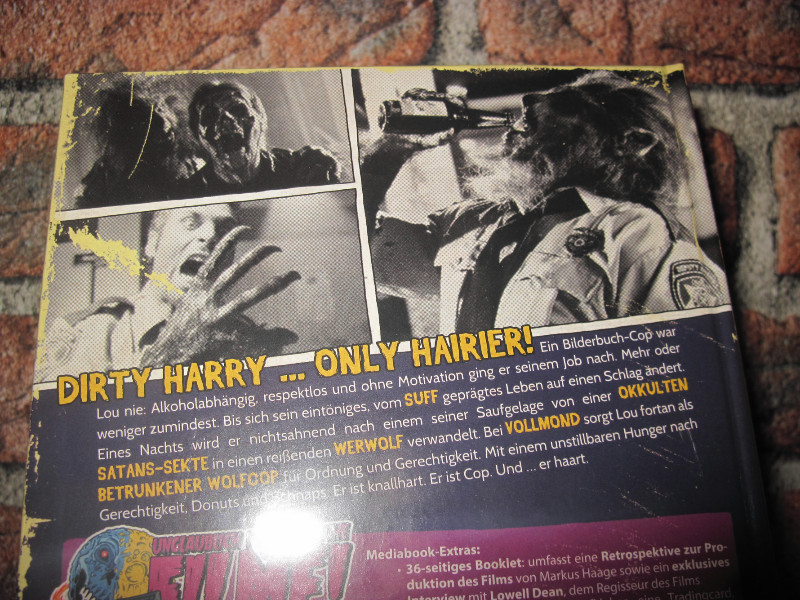 DIRTY HARRY ... ONLY HAIRIER! Ein Bilderbuch-Cop war
Lou nie: Alkoholabhängig, respektlos und ohne Motivation ging er seinem Job nach. Mehr oder
weniger zumindest. Bis sich sein eintöniges, vom SUFF geprägtes Leben auf einen Schlag ändert.
Eines Nachts wird er nichtsahnend nach einem seiner Saufgelage von einer OKKULTEN
SATANS-SEKTE in einen reißenden WERWOLF verwandelt. Bei VOLLMOND sorgt Lou fortan als
BETRUNKENER WOLFCOP für Ordnung und Gerechtigkeit. Mit einem unstillbaren Hunger nach
Gerechtigkeit, Donuts und Schnaps. Er ist knallhart. Er ist Cop. Und ... er haart.
Mediabook-Extras:
• 36-seitiges Booklet: umfasst eine Retrospektive zur Pro-
duktion des Films von Markus Haage sowie ein exklusives
Interview mit Lowell Dean, dem Regisseur des Films
eine Tradingcard,